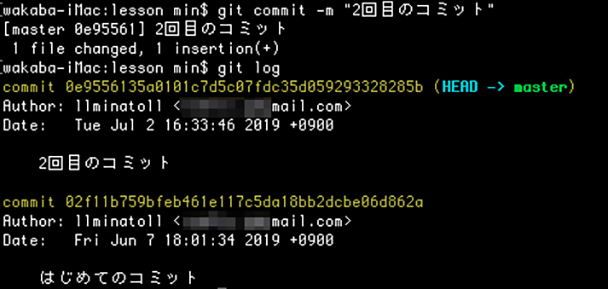 [wakaba-iMac:lesson min$ git commit -m "2回目のコミット"
[master 0e95561] 2回目のコミット
1 file changed, 1 insertion(+)
[wakaba-iMac:lesson min$ git log
commit 0e9556135a0101c7d5c07fdc35d059293328285b (HEAD -> master)
Author: llminatoll < mail.com>
Date:   Tue Jul 2 16:33:46 2019 +0900
2回目のコミット
commit 02f11b759bfeb461e117c5da18bb2dcbe06d862a
Author: llminatoll < mail.com>
Date:   Fri Jun 7 18:01:34 2019 +0900
はじめてのコミット